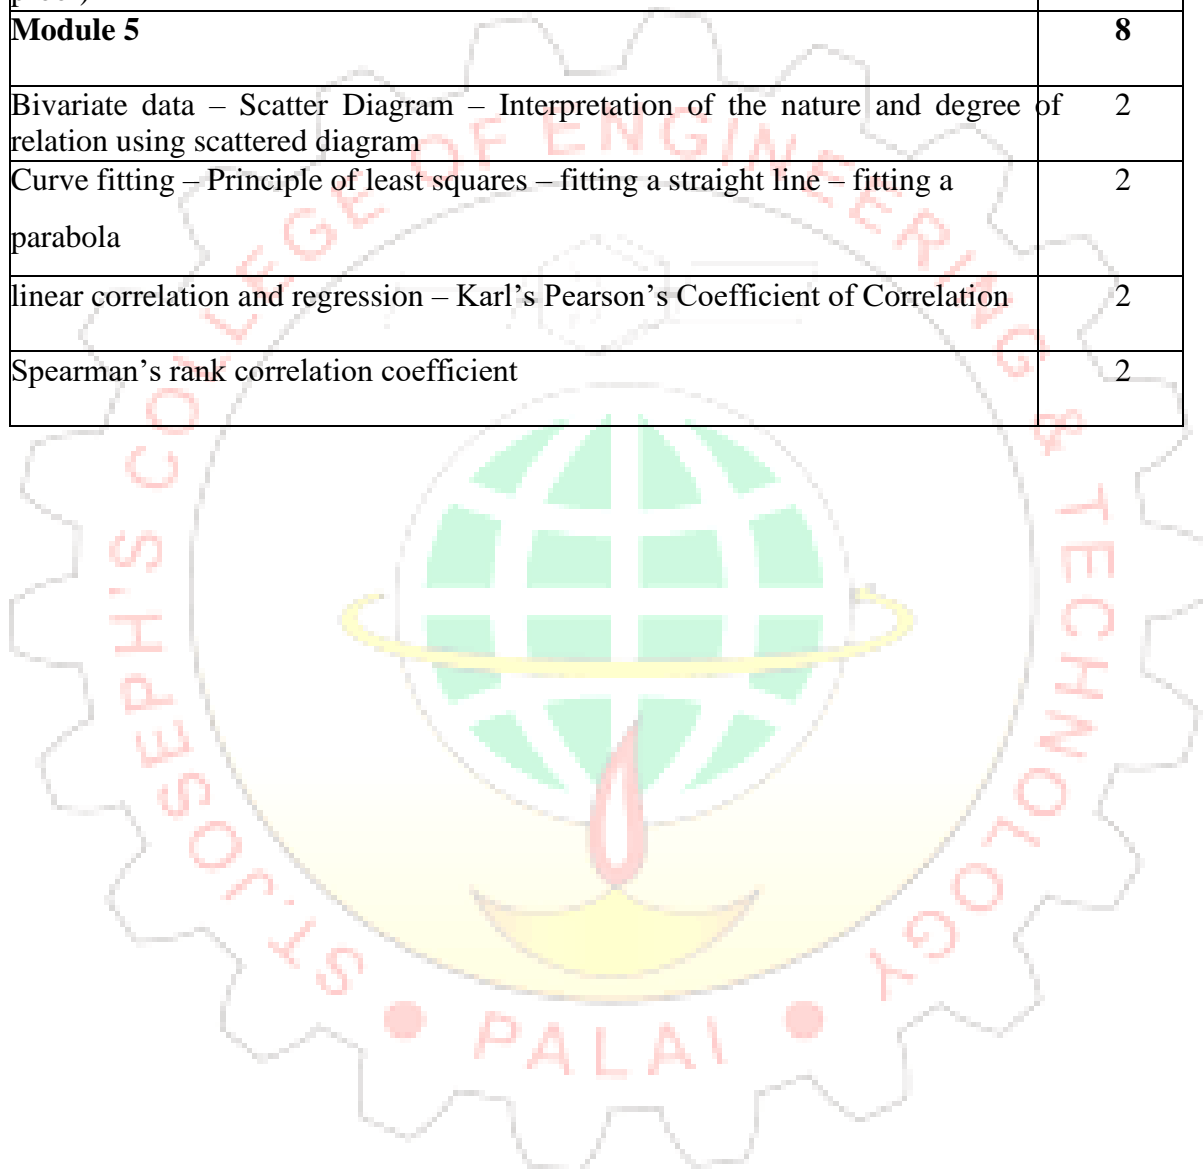 Module 5 8
Bivariate data – Scatter Diagram – Interpretation of the nature and degree of 2
relation using scattered diagram
Curve fitting – Principle of least squares – fitting a straight line – fitting a 2
parabola
linear correlation and regression – Karl’s Pearson’s Coefficient of Correlation 2
Spearman’s rank correlation coefficient 2
ST.JOSEPH'S COLLEGE OF ENGINEERING & TECHNOLOGY
PALAI